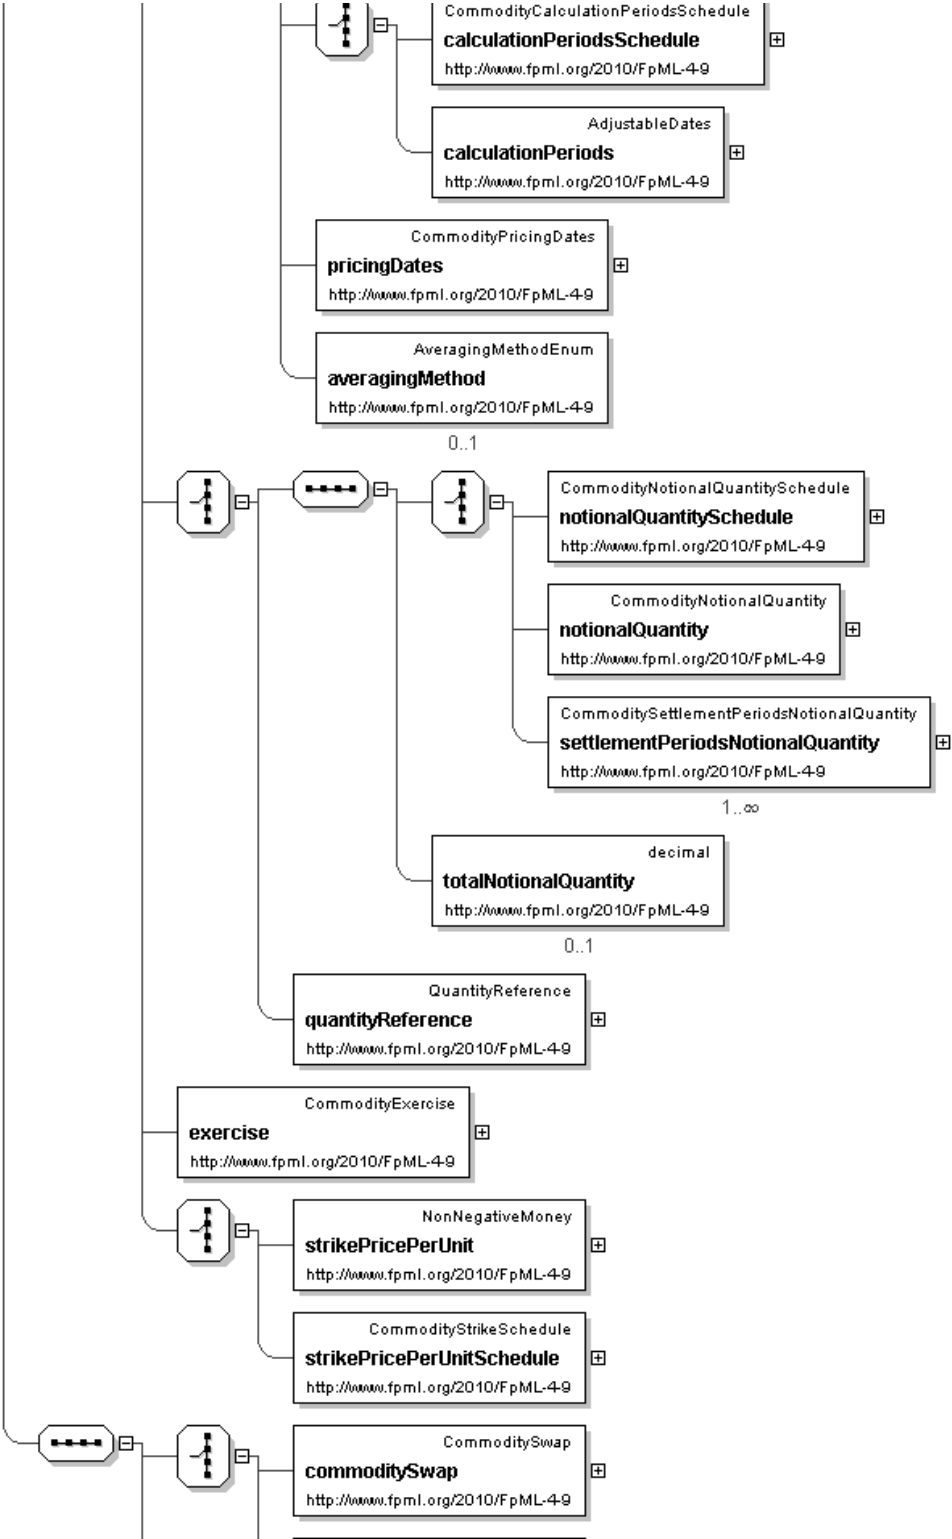 CommodityCalculationPeriodsSchedule
calculationPeriodsSchedule
http://www.fpml.org/2010/FpML-4-9
AdjustableDates
calculationPeriods
http://www.fpml.org/2010/FpML-4-9
CommodityPricingDates
pricingDates
http://www.fpml.org/2010/FpML-4-9
AveragingMethodEnum
averagingMethod
http://www.fpml.org/2010/FpML-4-9
0..1
CommodityNotionalQuantitySchedule
notionalQuantitySchedule
http://www.fpml.org/2010/FpML-4-9
CommodityNotionalQuantity
notionalQuantity
http://www.fpml.org/2010/FpML-4-9
CommoditySettlementPeriodsNotionalQuantity
settlementPeriodsNotionalQuantity
http://www.fpml.org/2010/FpML-4-9
1..∞
decimal
totalNotionalQuantity
http://www.fpml.org/2010/FpML-4-9
0..1
QuantityReference
quantityReference
http://www.fpml.org/2010/FpML-4-9
CommodityExercise
exercise
http://www.fpml.org/2010/FpML-4-9
NonNegativeMoney
strikePricePerUnit
http://www.fpml.org/2010/FpML-4-9
CommodityStrikeSchedule
strikePricePerUnitSchedule
http://www.fpml.org/2010/FpML-4-9
CommoditySwap
commoditySwap
http://www.fpml.org/2010/FpML-4-9